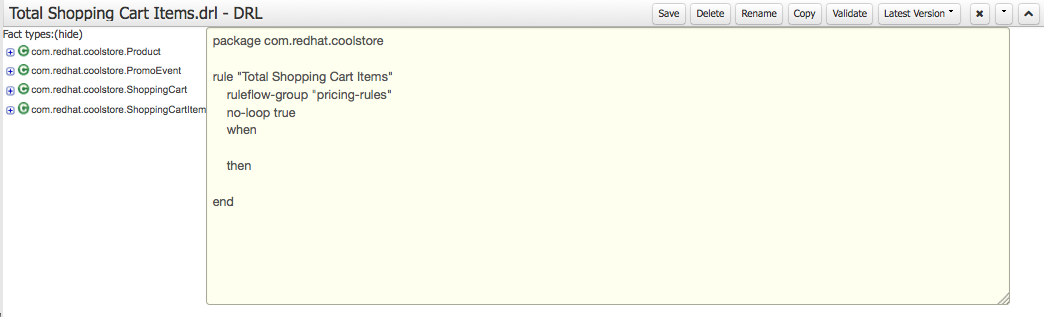 Total Shopping Cart Items.drl - DRL
Save Delete Rename Copy Validate Latest Version
Fact types:(hide)
com.redhat.coolstore.Product
com.redhat.coolstore.PromoEvent
com.redhat.coolstore.ShoppingCart
com.redhat.coolstore.ShoppingCartItem
package com.redhat.coolstore
rule "Total Shopping Cart Items"
ruleflow-group "pricing-rules"
no-loop true
when
then
end